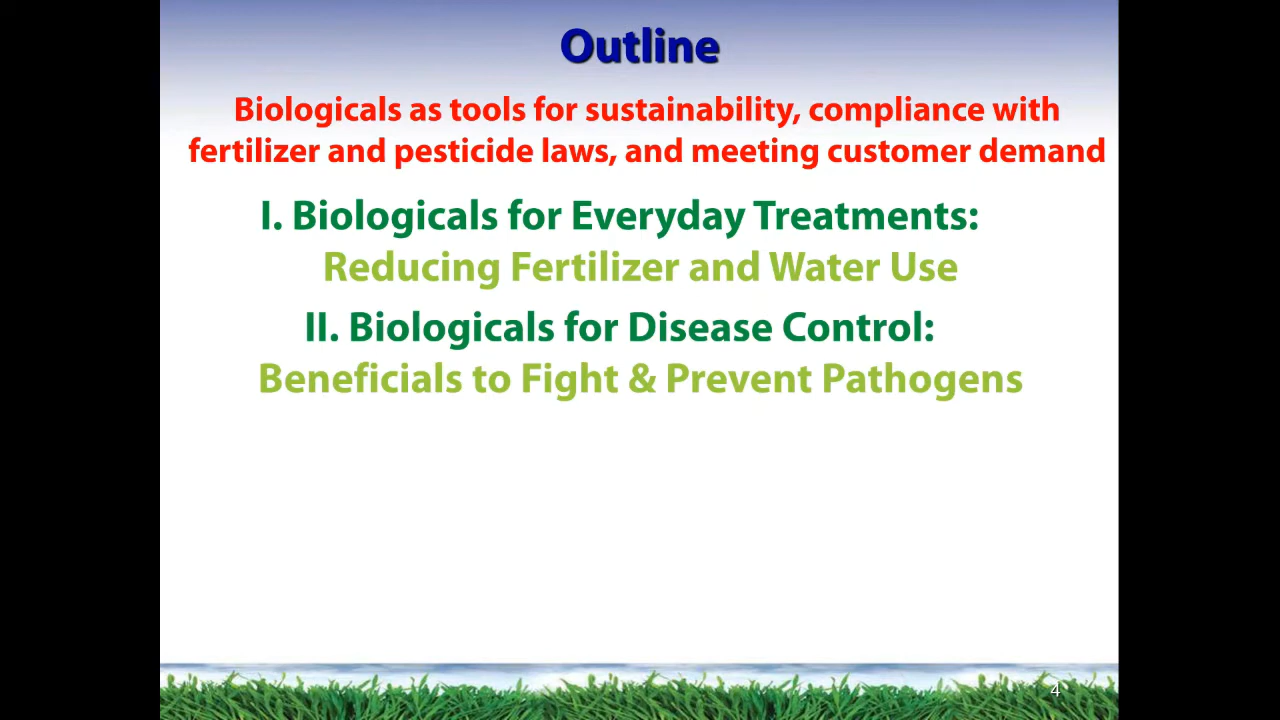 Outline
Biologicals as tools for sustainability, compliance with
fertilizer and pesticide laws, and meeting customer demand
I. Biologicals for Everyday Treatments:
Reducing Fertilizer and Water Use
II. Biologicals for Disease Control:
Beneficials to Fight & Prevent Pathogens
4